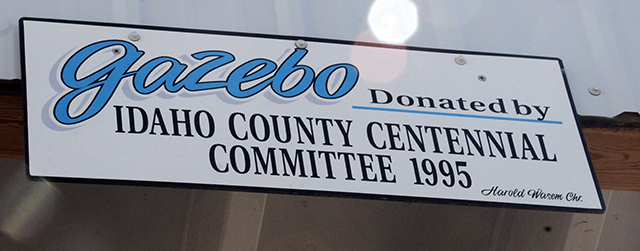 gazebo Donated by
IDAHO COUNTY CENTENNIAL
COMMITTEE 1995
Harold Wasem Chr.